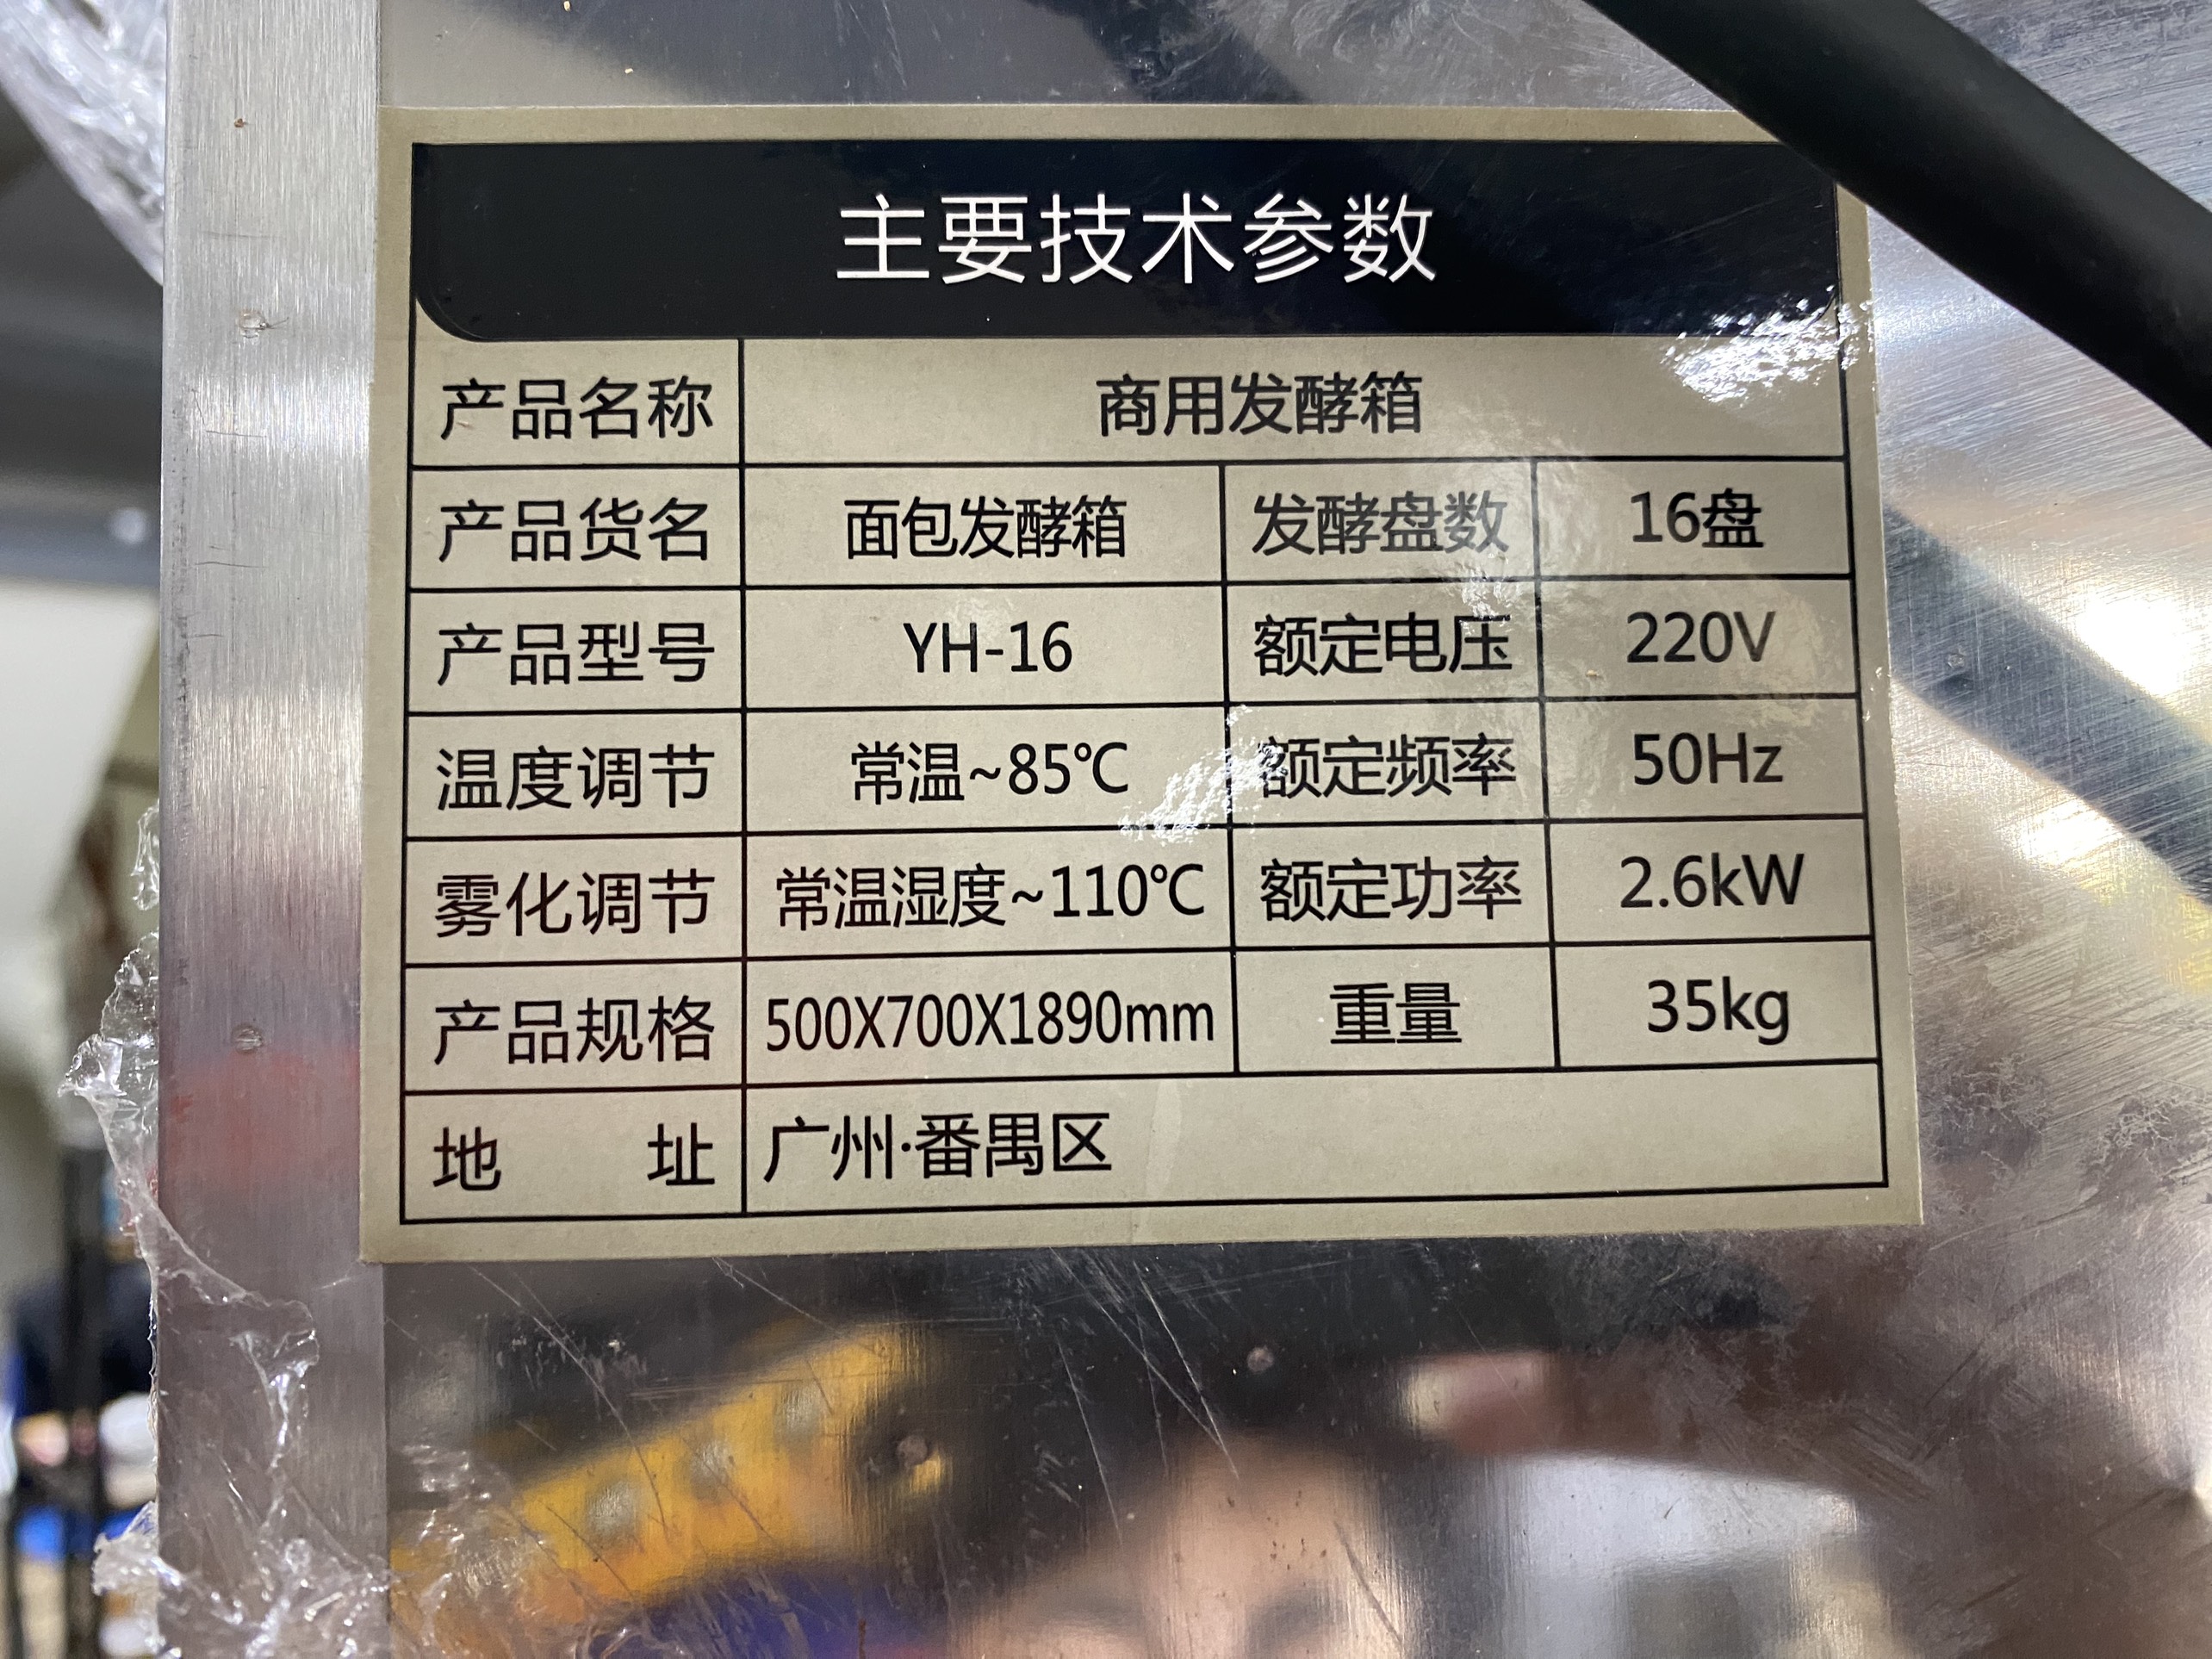 主要技术参数
产品名称 商用发酵箱
产品货名 面包发酵箱 发酵盘数 16盘
产品型号 YH-16 额定电压 220V
温度调节 常温~85℃ 额定频率 50Hz
雾化调节 常温湿度~110℃ 额定功率 2.6kW
产品规格 500X700X1890mm 重量 35kg
地 址 广州·番禺区